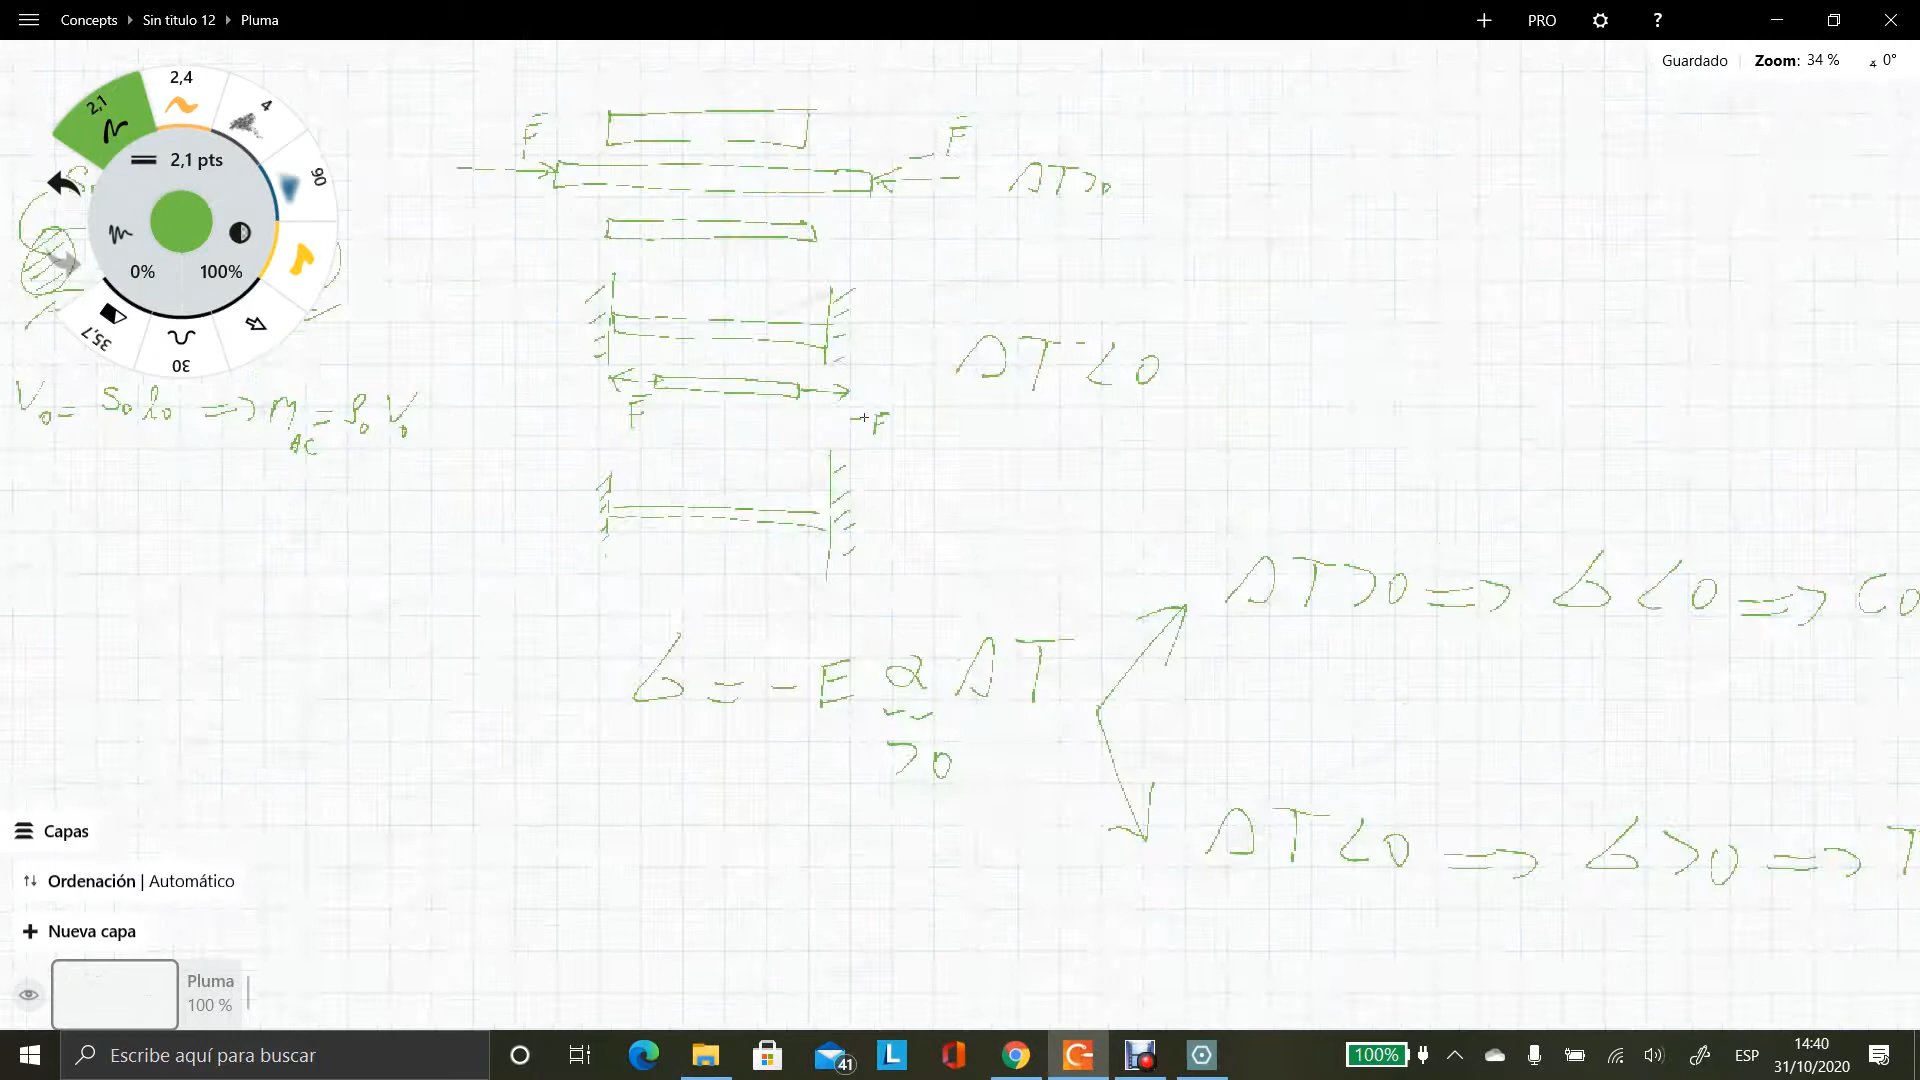 Concepts ▸ Sin título 12 ▸ Pluma
PRO
?
Guardado
Zoom: 34 %
0°
2,1
2,4
4
90
2,1 pts
0%
100%
35,7
30
F
F
ΔT>0
ΔT<0
F
F
V₀ = S₀ l₀ => m = ρ₀ V₀
AC
σ = - E α ΔT
>0
ΔT>0 => σ<0 => CO
ΔT<0 => σ>0 => T
Capas
Ordenación | Automático
Nueva capa
Pluma
100 %
Escribe aquí para buscar
41
100%
ESP
14:40
31/10/2020